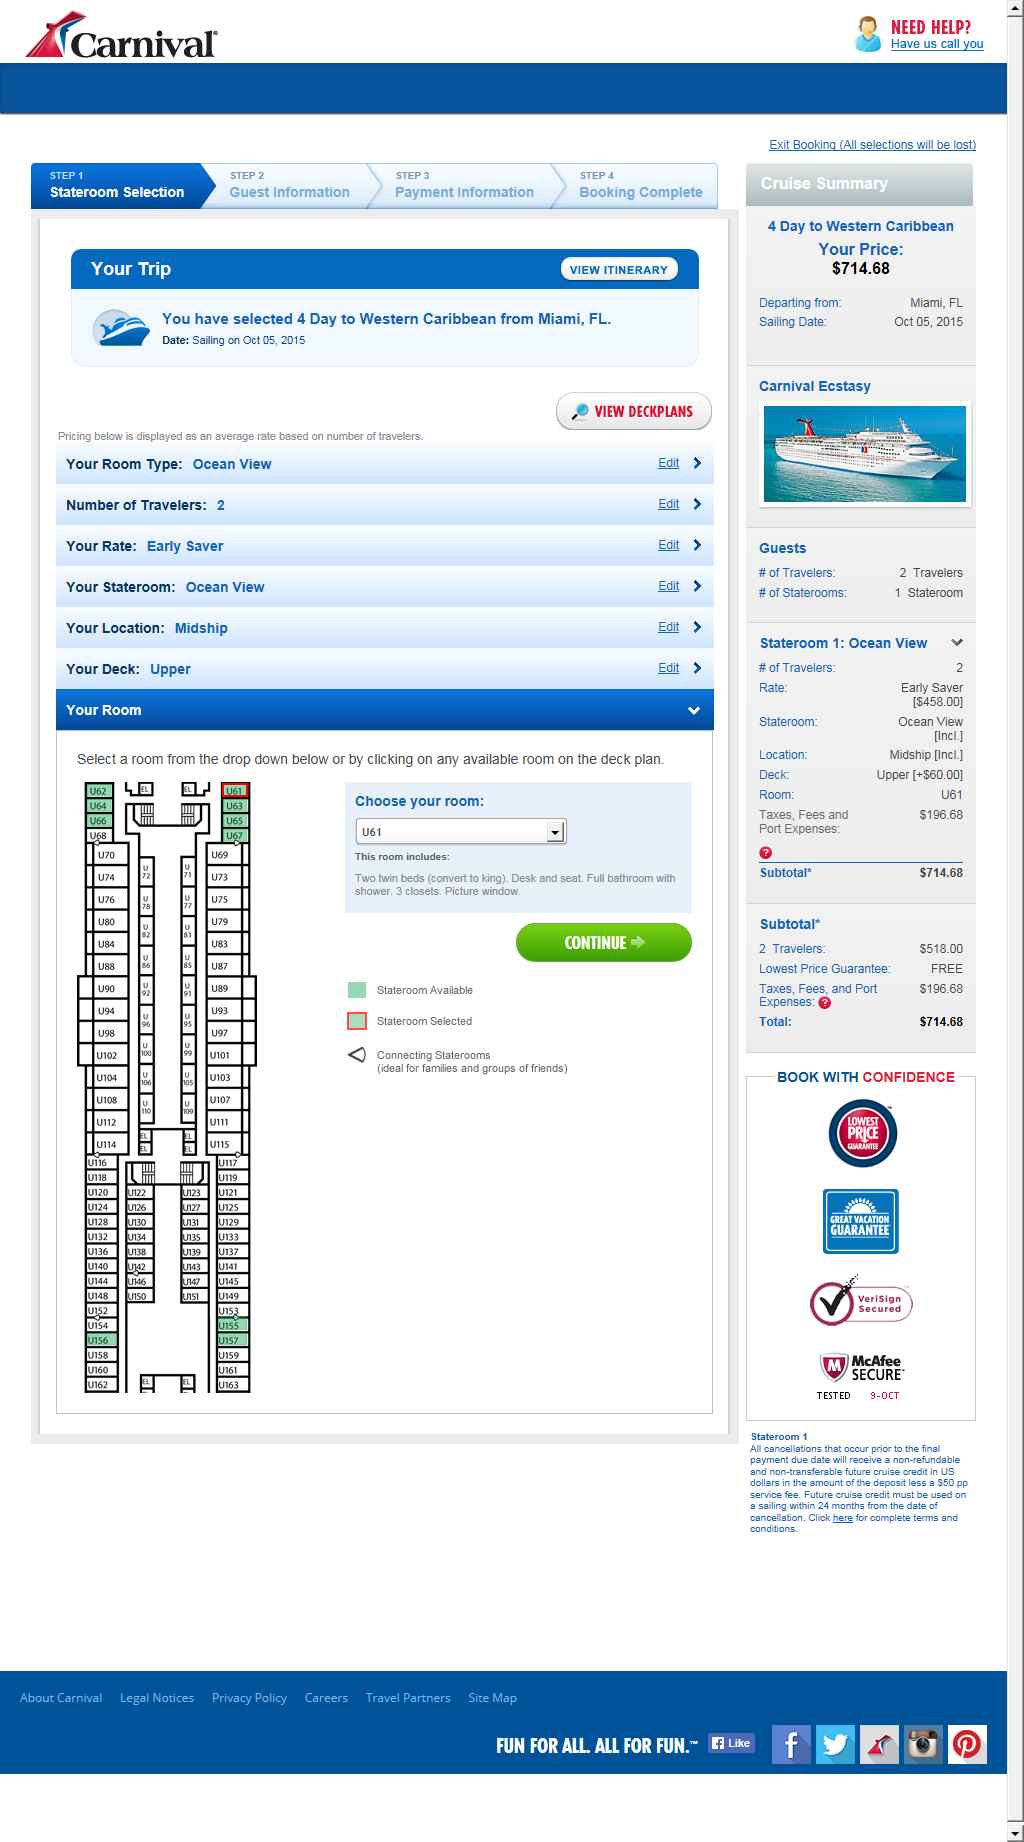 Carnival
NEED HELP?
Have us call you
Exit Booking (All selections will be lost)
STEP 1
Stateroom Selection
STEP 2
Guest Information
STEP 3
Payment Information
STEP 4
Booking Complete
Your Trip
VIEW ITINERARY
You have selected 4 Day to Western Caribbean from Miami, FL.
Date: Sailing on Oct 05, 2015
VIEW DECKPLANS
Pricing below is displayed as an average rate based on number of travelers.
Your Room Type: Ocean View Edit
Number of Travelers: 2 Edit
Your Rate: Early Saver Edit
Your Stateroom: Ocean View Edit
Your Location: Midship Edit
Your Deck: Upper Edit
Your Room
Select a room from the drop down below or by clicking on any available room on the deck plan.
U62 EL EL U61
U64 U63
U66 U65
U68 U67
U70 U69
U72 U71
U74 U73
U76 U75
U78 U77
U80 U79
U82 U81
U84 U83
U86 U85
U88 U87
U90 U89
U92 U91
U94 U93
U96 U95
U98 U97
U100 U99
U102 U101
U104 U103
U106 U105
U108 U107
U110 U109
U112 U111
EL EL
U114 U115
EL EL
U116 U117
U118 U119
U120 U122 U123 U121
U124 U126 U127 U125
U128 U130 U131 U129
U132 U134 U135 U133
U136 U138 U139 U137
U140 U142 U143 U141
U144 U146 U147 U145
U148 U150 U151 U149
U152 U153
U154 U155
U156 U157
U158 U159
U160 U161
U162 EL EL U163
Choose your room:
U61
This room includes:
Two twin beds (convert to king). Desk and seat. Full bathroom with
shower. 3 closets. Picture window.
CONTINUE
Stateroom Available
Stateroom Selected
Connecting Staterooms
(ideal for families and groups of friends)
Cruise Summary
4 Day to Western Caribbean
Your Price:
$714.68
Departing from: Miami, FL
Sailing Date: Oct 05, 2015
Carnival Ecstasy
Guests
# of Travelers: 2 Travelers
# of Staterooms: 1 Stateroom
Stateroom 1: Ocean View
# of Travelers: 2
Rate: Early Saver
[$458.00]
Stateroom: Ocean View
[Incl.]
Location: Midship [Incl.]
Deck: Upper [+$60.00]
Room: U61
Taxes, Fees and $196.68
Port Expenses:
?
Subtotal* $714.68
Subtotal*
2 Travelers: $518.00
Lowest Price Guarantee: FREE
Taxes, Fees, and Port $196.68
Expenses: ?
Total: $714.68
BOOK WITH CONFIDENCE
LOWEST
PRICE
GUARANTEE
GREAT VACATION
GUARANTEE
VeriSign
Secured
McAfee
SECURE
TESTED 9-OCT
Stateroom 1
All cancellations that occur prior to the final
payment due date will receive a non-refundable
and non-transferable future cruise credit in US
dollars in the amount of the deposit less a $50 pp
service fee. Future cruise credit must be used on
a sailing within 24 months from the date of
cancellation. Click here for complete terms and
conditions.
About Carnival Legal Notices Privacy Policy Careers Travel Partners Site Map
FUN FOR ALL. ALL FOR FUN.™ Like